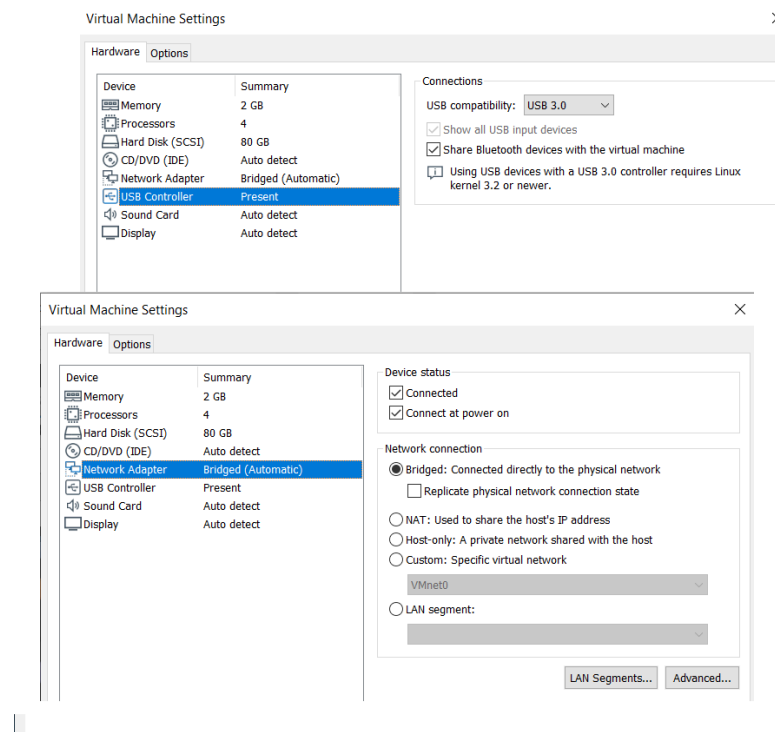 Virtual Machine Settings
Hardware Options
Device Summary
Memory 2 GB
Processors 4
Hard Disk (SCSI) 80 GB
CD/DVD (IDE) Auto detect
Network Adapter Bridged (Automatic)
USB Controller Present
Sound Card Auto detect
Display Auto detect
Connections
USB compatibility: USB 3.0
Show all USB input devices
Share Bluetooth devices with the virtual machine
Using USB devices with a USB 3.0 controller requires Linux
kernel 3.2 or newer.
Virtual Machine Settings
Hardware Options
Device Summary
Memory 2 GB
Processors 4
Hard Disk (SCSI) 80 GB
CD/DVD (IDE) Auto detect
Network Adapter Bridged (Automatic)
USB Controller Present
Sound Card Auto detect
Display Auto detect
Device status
Connected
Connect at power on
Network connection
Bridged: Connected directly to the physical network
Replicate physical network connection state
NAT: Used to share the host's IP address
Host-only: A private network shared with the host
Custom: Specific virtual network
VMnet0
LAN segment:
LAN Segments... Advanced...